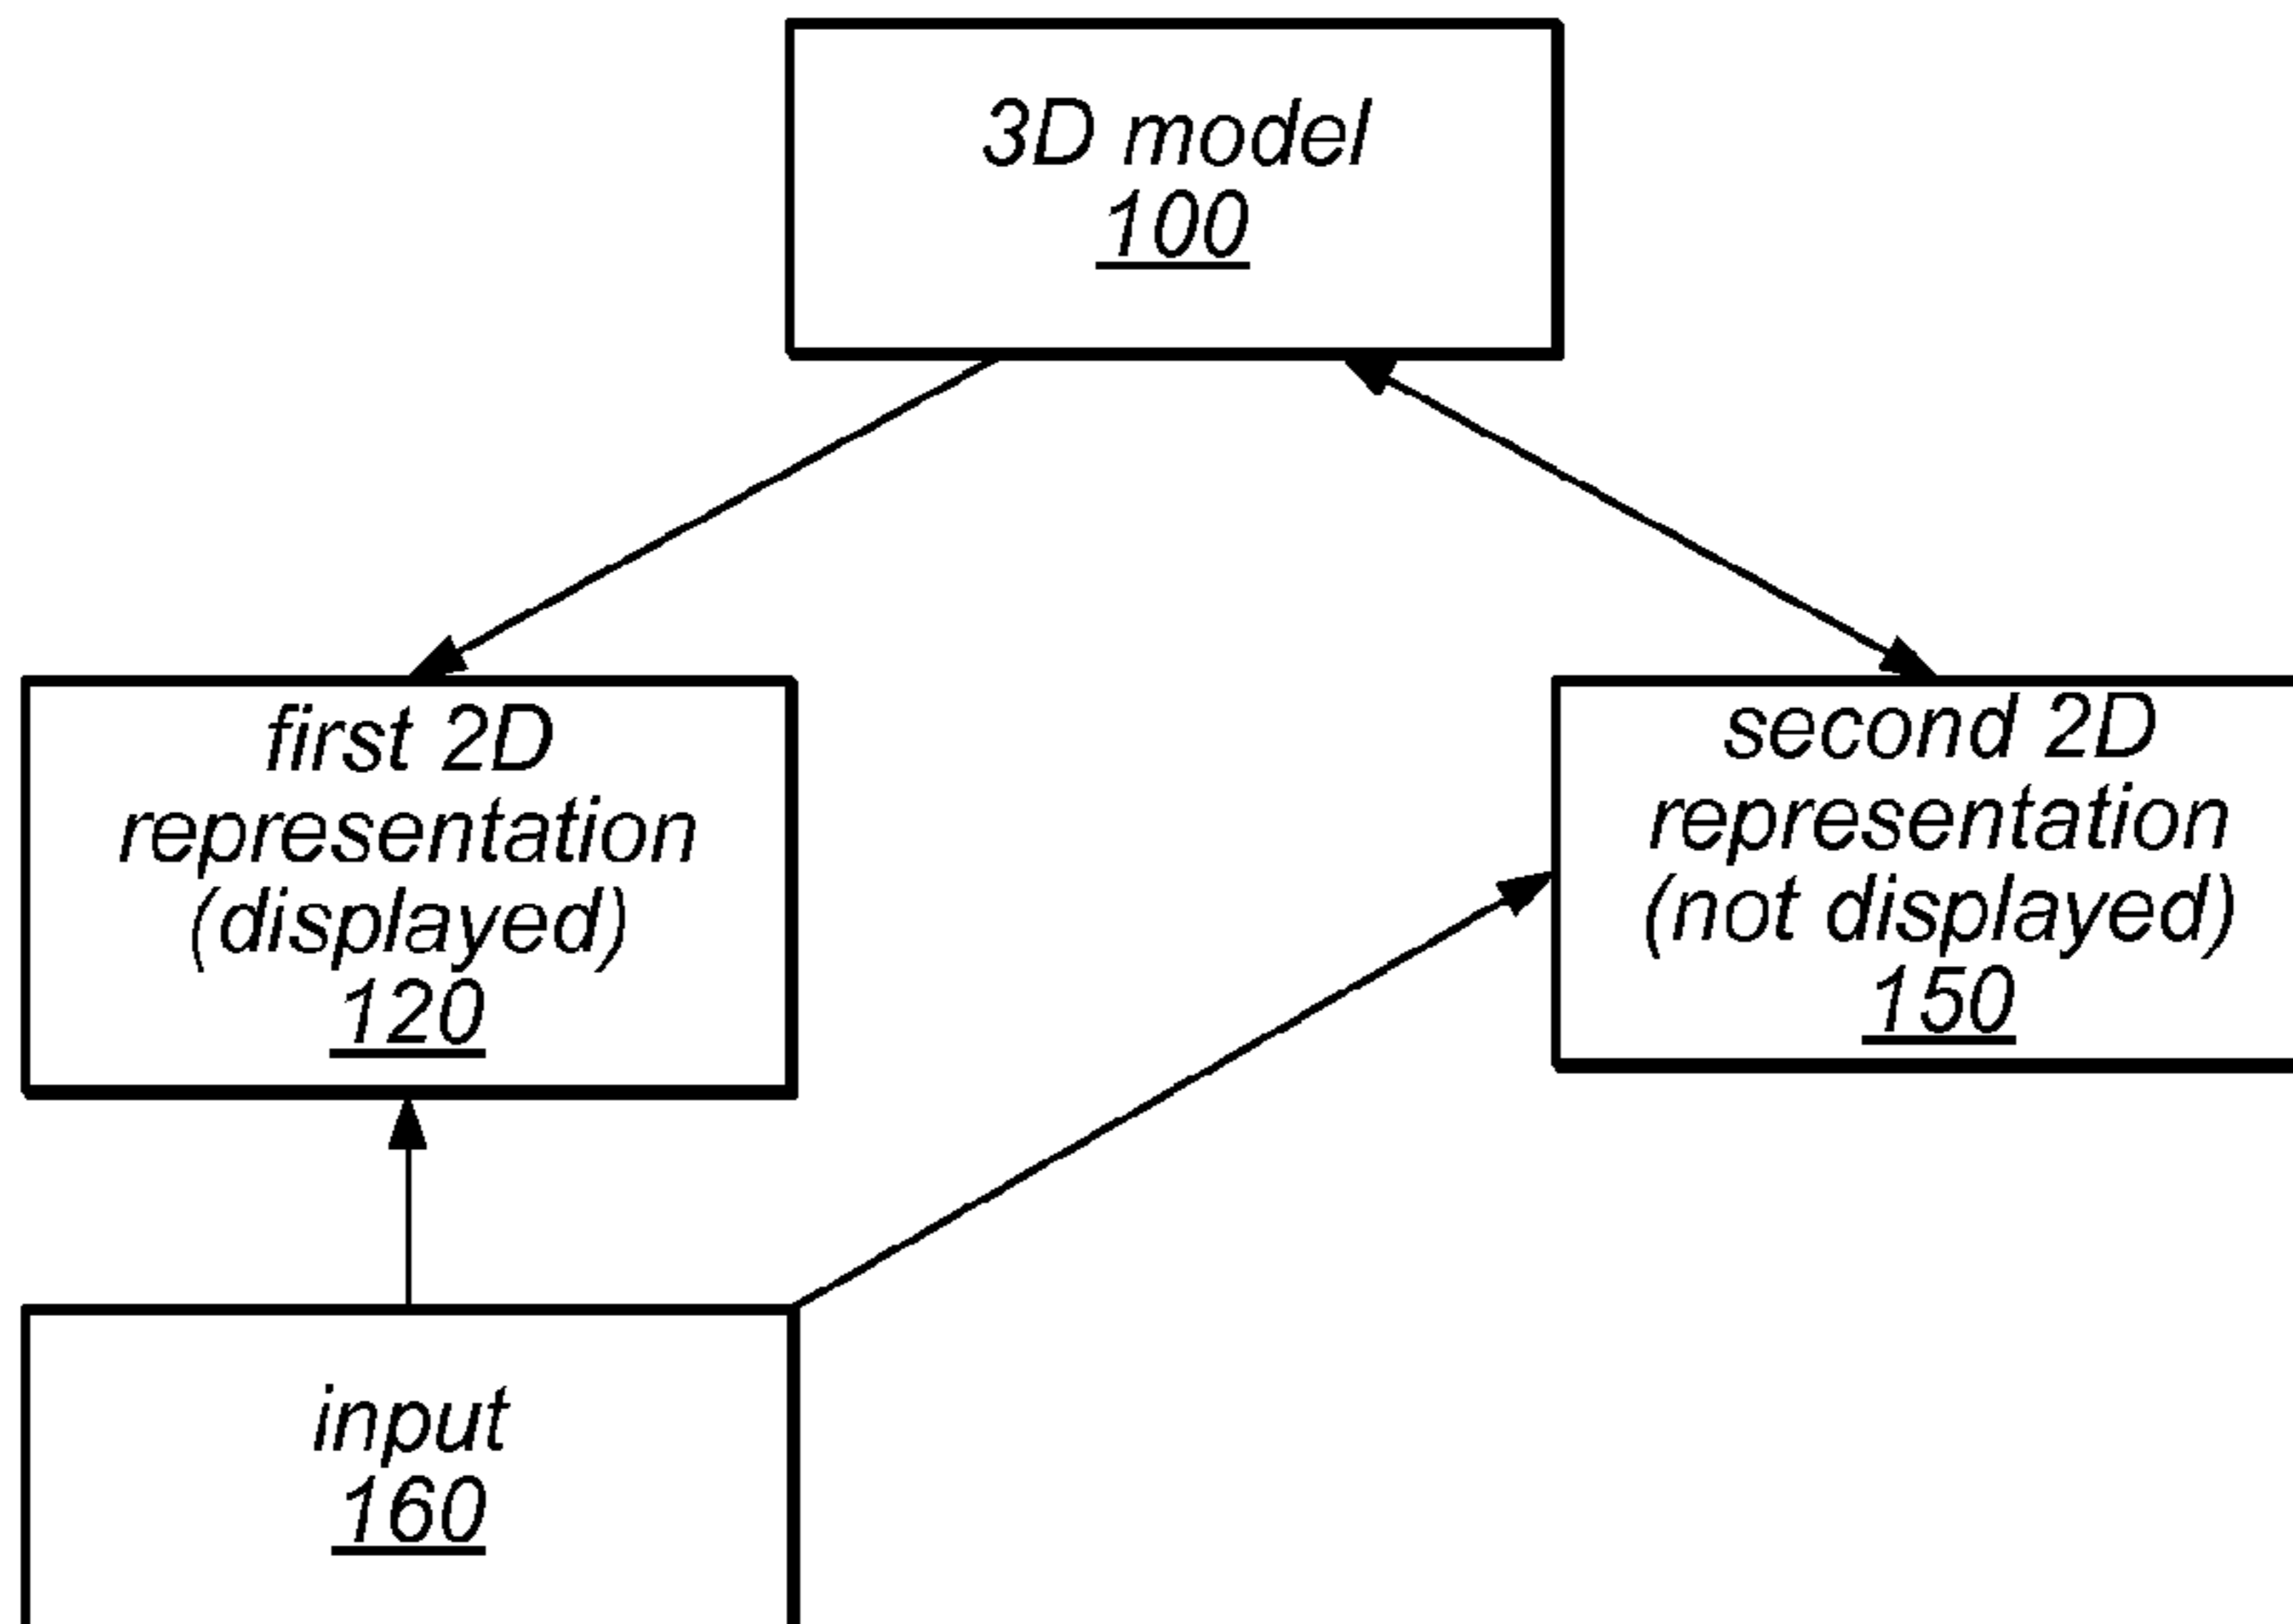 3D model
100
first 2D
representation
(displayed)
120
second 2D
representation
(not displayed)
150
input
160